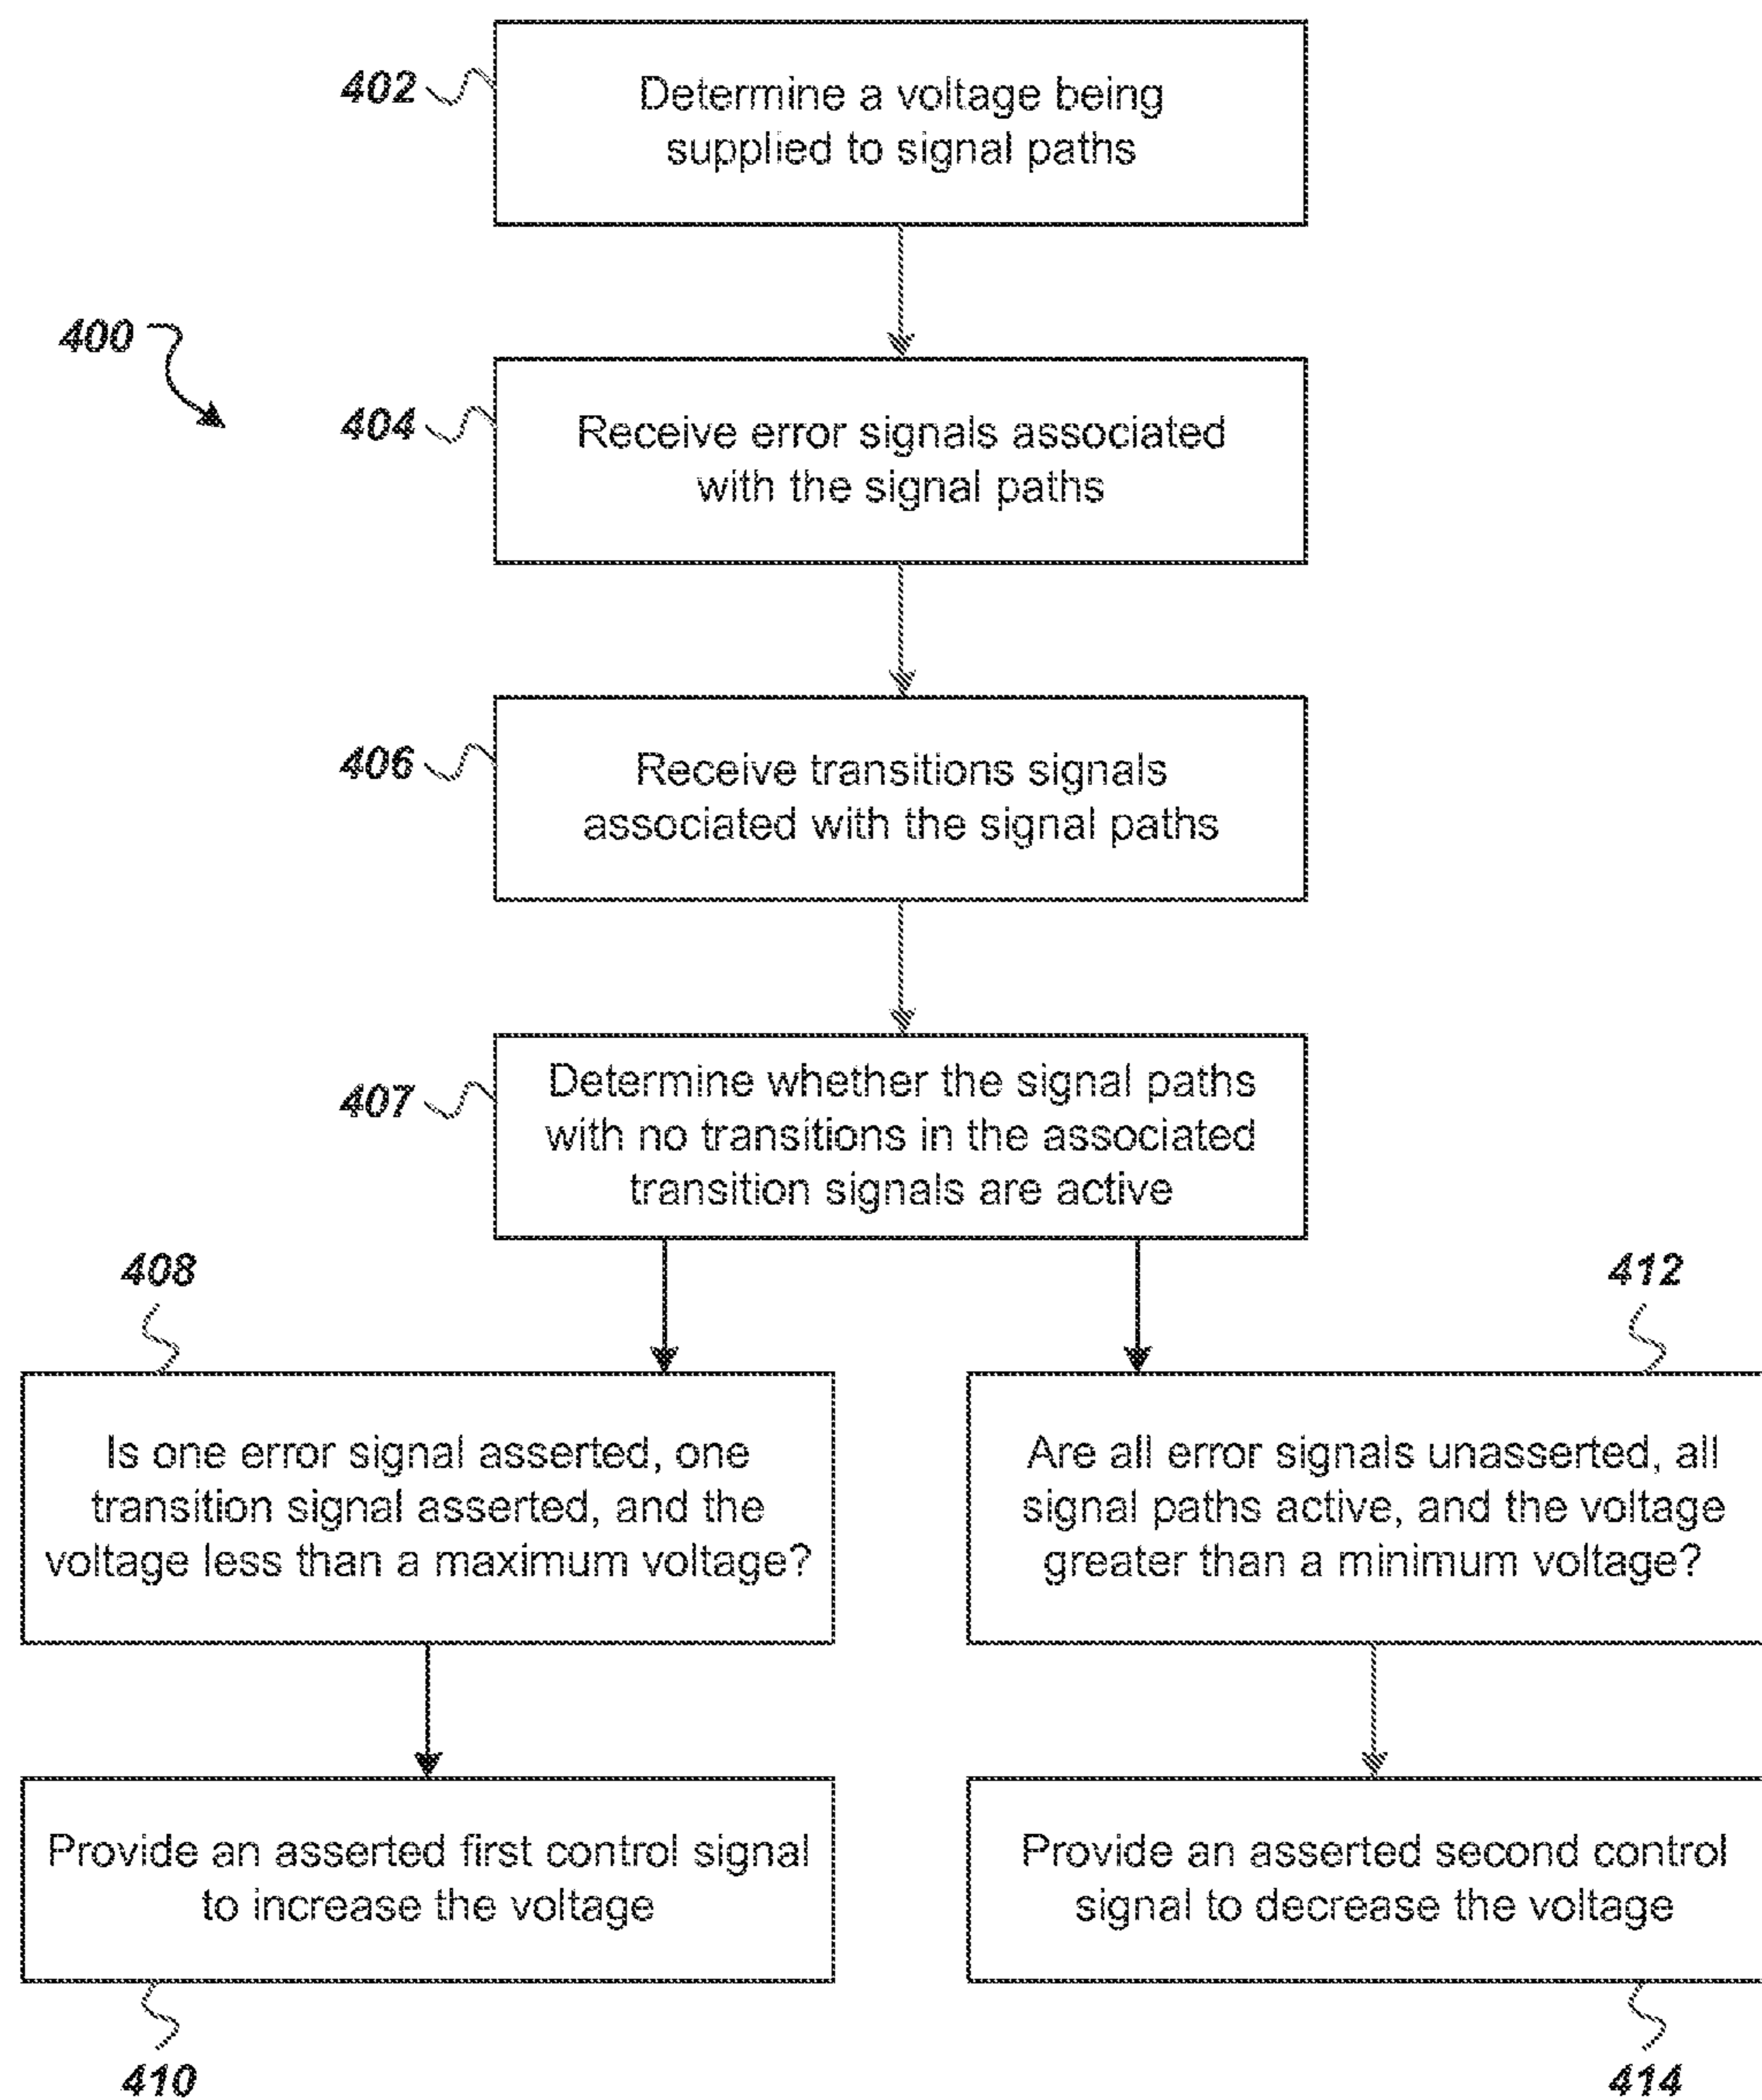 402
Determine a voltage being
supplied to signal paths
400
404
Receive error signals associated
with the signal paths
406
Receive transitions signals
associated with the signal paths
407
Determine whether the signal paths
with no transitions in the associated
transition signals are active
408
412
Is one error signal asserted, one
transition signal asserted, and the
voltage less than a maximum voltage?
Are all error signals unasserted, all
signal paths active, and the voltage
greater than a minimum voltage?
Provide an asserted first control signal
to increase the voltage
Provide an asserted second control
signal to decrease the voltage
410
414